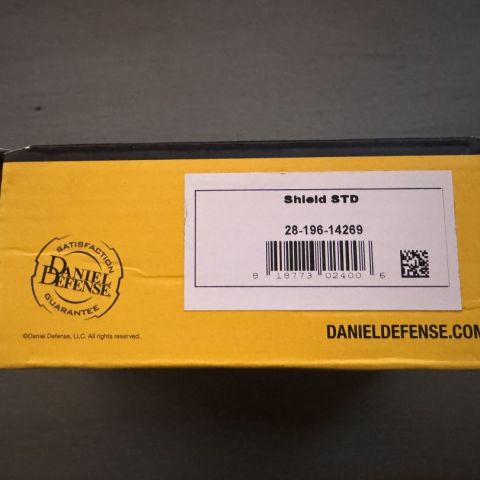 Shield STD
28-196-14269
8 18773 02400 6
SATISFACTION
DANIEL
DEFENSE
GUARANTEE
©Daniel Defense, LLC. All rights reserved.
DANIELDEFENSE.COM